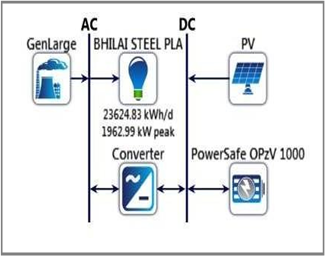 AC
DC
GenLarge
BHILAI STEEL PLA
PV
23624.83 kWh/d
1962.99 kW peak
Converter
PowerSafe OPzV 1000